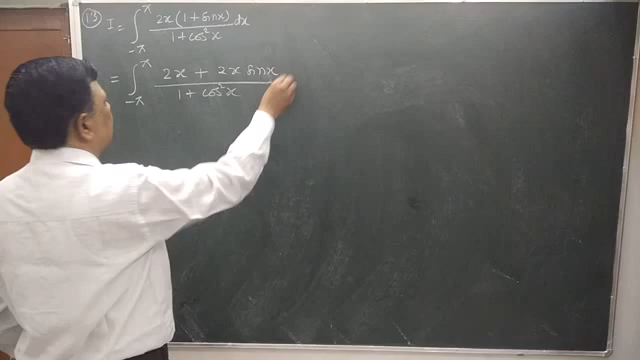 (13) I = ∫_{-π}^{π} 2x(1+sinx) / 1+cos²x dx
= ∫_{-π}^{π} 2x + 2x sinx / 1+cos²x